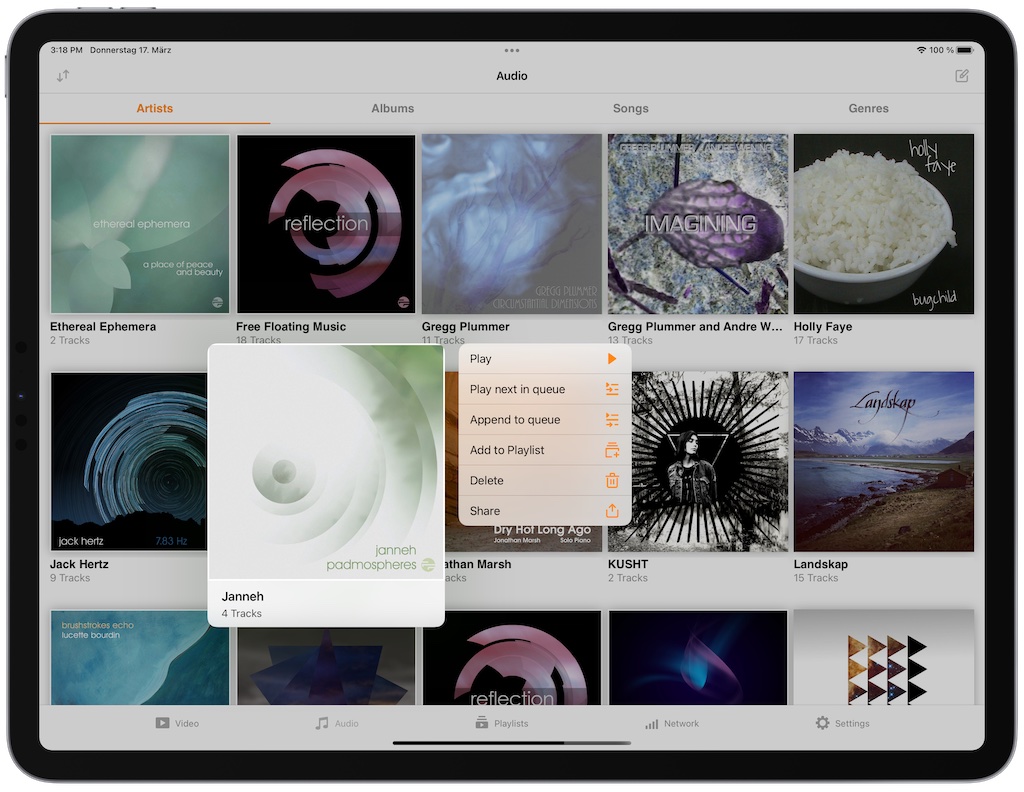 3:18 PM Donnerstag 17. März
100 %
Audio
Artists Albums Songs Genres
ethereal ephemera
a place of peace
and beauty
reflection
GREGG PLUMMER
CIRCUMSTANTIAL DIMENSIONS
GREGG PLUMMER / ANDRE WENING
IMAGINING
holly
faye
bugchild
Ethereal Ephemera
2 Tracks
Free Floating Music
18 Tracks
Gregg Plummer
11 Tracks
Gregg Plummer and Andre W...
13 Tracks
Holly Faye
17 Tracks
jack hertz 7.83 Hz
Jack Hertz
9 Tracks
janneh
padmospheres
Janneh
4 Tracks
Play
Play next in queue
Append to queue
Add to Playlist
Delete
Share
Dry Hot Long Ago
Jonathan Marsh Solo Piano
athan Marsh
acks
KUSHT
2 Tracks
Landskap
Landskap
15 Tracks
brushstrokes echo
lucette bourdin
reflection
Video Audio Playlists Network Settings